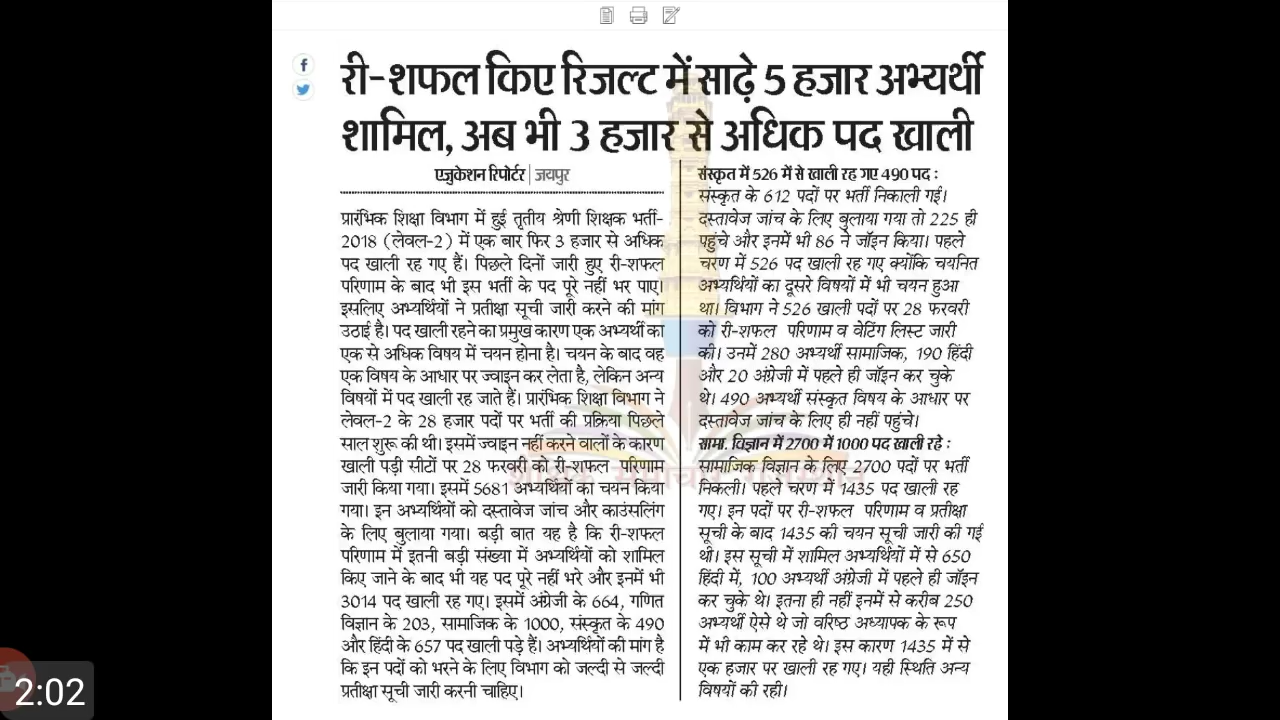 री-शफल किए रिजल्ट में साढ़े 5 हजार अभ्यर्थी
शामिल, अब भी 3 हजार से अधिक पद खाली
एजुकेशन रिपोर्टर | जयपुर
प्रारंभिक शिक्षा विभाग में हुई तृतीय श्रेणी शिक्षक भर्ती-
2018 (लेवल-2) में एक बार फिर 3 हजार से अधिक
पद खाली रह गए हैं। पिछले दिनों जारी हुए री-शफल
परिणाम के बाद भी इस भर्ती के पद पूरे नहीं भर पाए।
इसलिए अभ्यर्थियों ने प्रतीक्षा सूची जारी करने की मांग
उठाई है। पद खाली रहने का प्रमुख कारण एक अभ्यर्थी का
एक से अधिक विषय में चयन होना है। चयन के बाद वह
एक विषय के आधार पर ज्वाइन कर लेता है, लेकिन अन्य
विषयों में पद खाली रह जाते हैं। प्रारंभिक शिक्षा विभाग ने
लेवल-2 के 28 हजार पदों पर भर्ती की प्रक्रिया पिछले
साल शुरू की थी। इसमें ज्वाइन नहीं करने वालों के कारण
खाली पड़ी सीटों पर 28 फरवरी को री-शफल परिणाम
जारी किया गया। इसमें 5681 अभ्यर्थियों का चयन किया
गया। इन अभ्यर्थियों को दस्तावेज जांच और काउंसलिंग
के लिए बुलाया गया। बड़ी बात यह है कि री-शफल
परिणाम में इतनी बड़ी संख्या में अभ्यर्थियों को शामिल
किए जाने के बाद भी यह पद पूरे नहीं भरे और इनमें भी
3014 पद खाली रह गए। इसमें अंग्रेजी के 664, गणित
विज्ञान के 203, सामाजिक के 1000, संस्कृत के 490
और हिंदी के 657 पद खाली पड़े हैं। अभ्यर्थियों की मांग है
कि इन पदों को भरने के लिए विभाग को जल्दी से जल्दी
प्रतीक्षा सूची जारी करनी चाहिए।
संस्कृत में 526 में से खाली रह गए 490 पद :
संस्कृत के 612 पदों पर भर्ती निकाली गई।
दस्तावेज जांच के लिए बुलाया गया तो 225 ही
पहुंचे और इनमें भी 86 ने जॉइन किया। पहले
चरण में 526 पद खाली रह गए क्योंकि चयनित
अभ्यर्थियों का दूसरे विषयों में भी चयन हुआ
था। विभाग ने 526 खाली पदों पर 28 फरवरी
को री-शफल परिणाम व वेटिंग लिस्ट जारी
की। उनमें 280 अभ्यर्थी सामाजिक, 190 हिंदी
और 20 अंग्रेजी में पहले ही जॉइन कर चुके
थे। 490 अभ्यर्थी संस्कृत विषय के आधार पर
दस्तावेज जांच के लिए ही नहीं पहुंचे।
सामा. विज्ञान में 2700 में 1000 पद खाली रहे :
सामाजिक विज्ञान के लिए 2700 पदों पर भर्ती
निकली। पहले चरण में 1435 पद खाली रह
गए। इन पदों पर री-शफल परिणाम व प्रतीक्षा
सूची के बाद 1435 की चयन सूची जारी की गई
थी। इस सूची में शामिल अभ्यर्थियों में से 650
हिंदी में, 100 अभ्यर्थी अंग्रेजी में पहले ही जॉइन
कर चुके थे। इतना ही नहीं इनमें से करीब 250
अभ्यर्थी ऐसे थे जो वरिष्ठ अध्यापक के रूप
में भी काम कर रहे थे। इस कारण 1435 में से
एक हजार पर खाली रह गए। यही स्थिति अन्य
विषयों की रही।
शैक्षिक समाचार राजस्थान
2:02